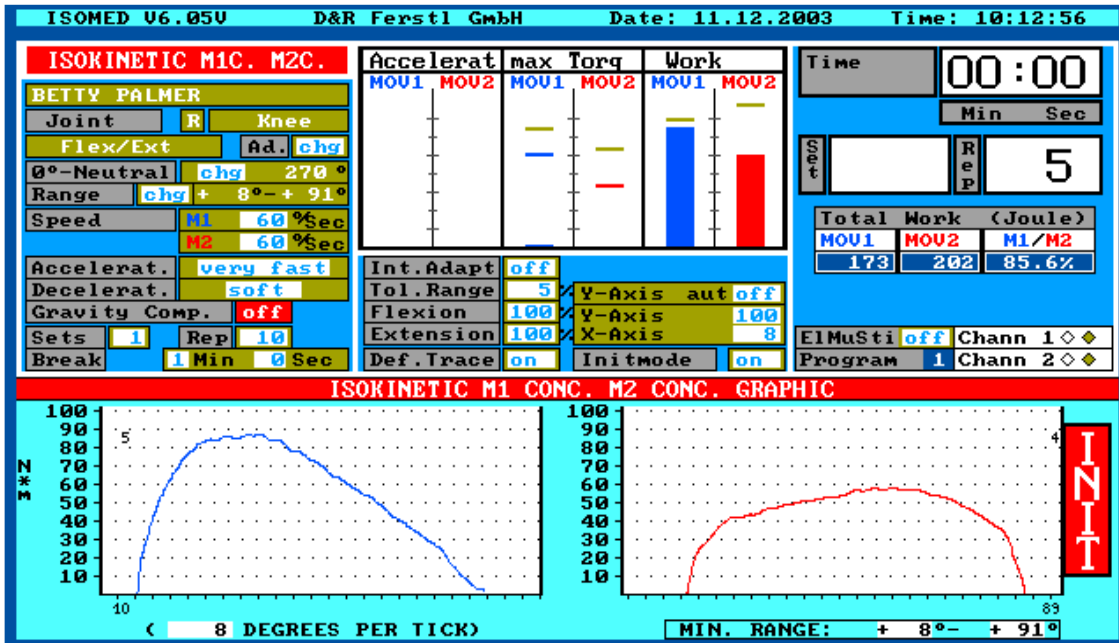 ISOMED V6.05V D&R Ferstl GmbH Date: 11.12.2003 Time: 10:12:56
ISOKINETIC M1C. M2C.
BETTY PALMER
Joint R Knee
Flex/Ext Ad. chg
0°-Neutral chg 270 °
Range chg + 8°- + 91°
Speed M1 60 °/Sec
M2 60 °/Sec
Accelerat. very fast
Decelerat. soft
Gravity Comp. off
Sets 1 Rep 10
Break 1 Min 0 Sec
Accelerat max Torq Work
MOV1 MOV2 MOV1 MOV2 MOV1 MOV2
Int.Adapt off
Tol.Range 5 %
Flexion 100 %
Extension 100 %
Def.Trace on
Y-Axis aut off
Y-Axis 100
X-Axis 8
Initmode on
Time 00:00
Min Sec
Set Rep 5
Total Work (Joule)
MOV1 MOV2 M1/M2
173 202 85.6%
ElMuSti off Chann 1
Program 1 Chann 2
ISOKINETIC M1 CONC. M2 CONC. GRAPHIC
100
90
80
70
60
50
40
30
20
10
N*M
5
10
( 8 DEGREES PER TICK)
100
90
80
70
60
50
40
30
20
10
4
89
MIN. RANGE: + 8°- + 91°
INIT